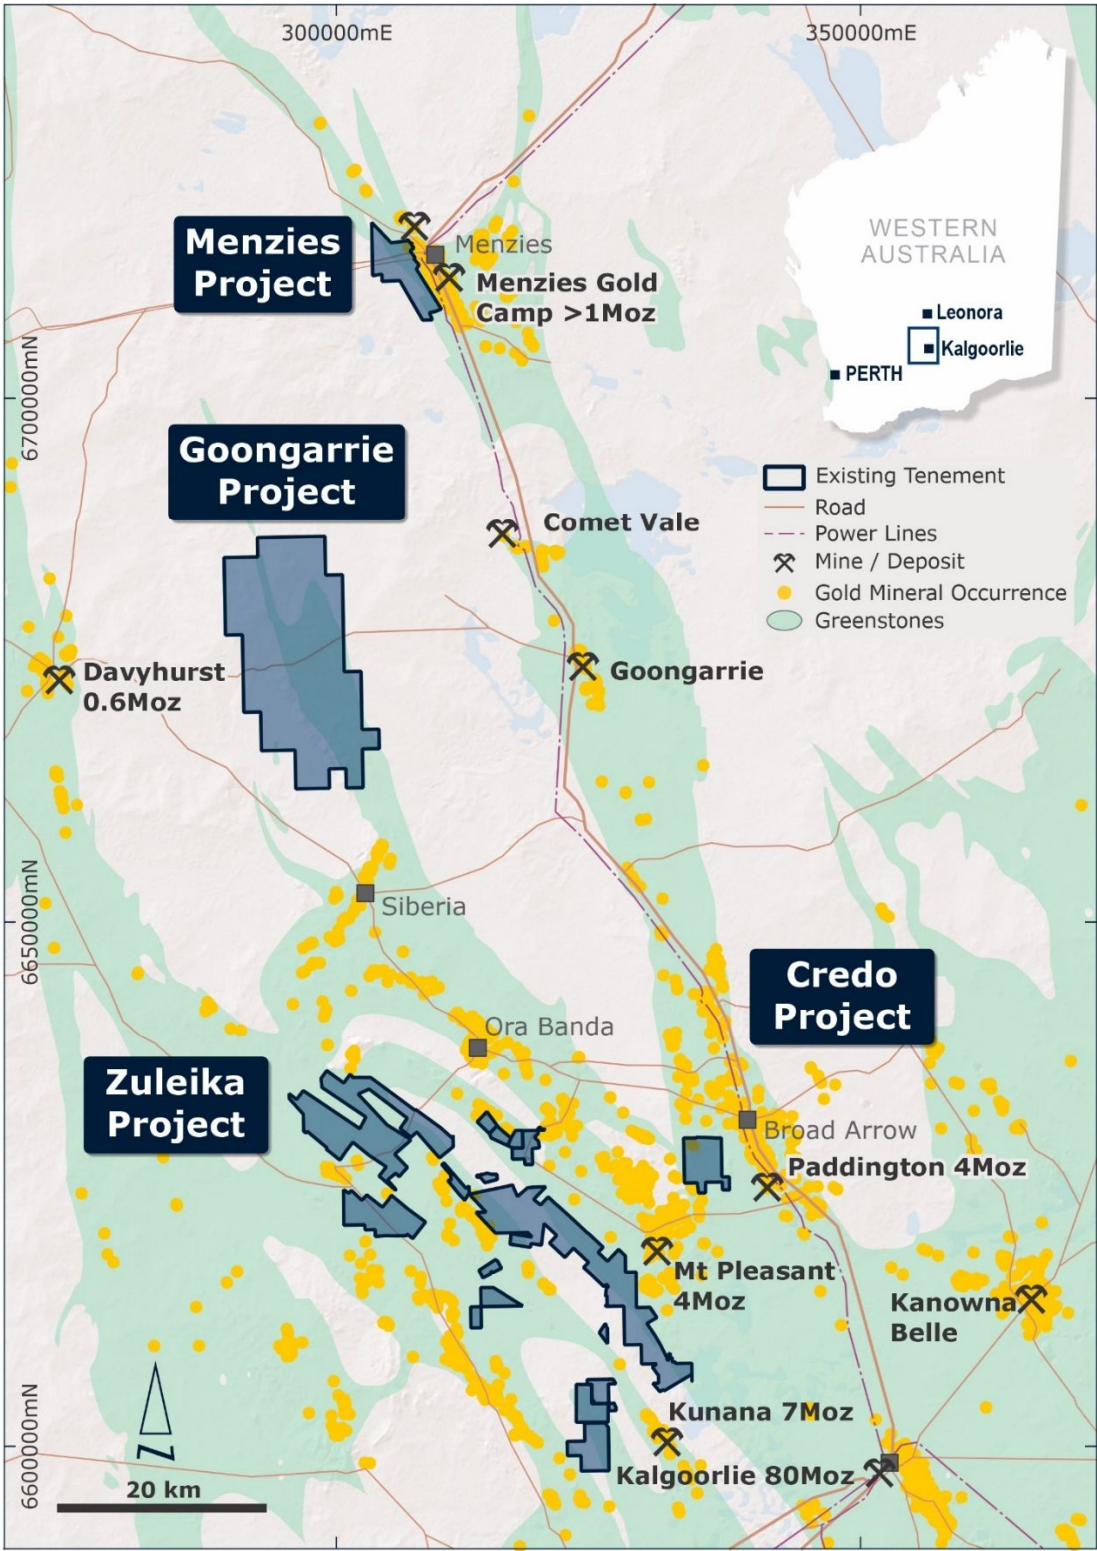 300000mE
350000mE
WESTERN
AUSTRALIA
Leonora
Kalgoorlie
PERTH
Menzies
Project
Menzies
Menzies Gold
Camp >1Moz
6700000mN
Goongarrie
Project
Existing Tenement
Road
Power Lines
Mine / Deposit
Gold Mineral Occurrence
Greenstones
Comet Vale
Davyhurst
0.6Moz
Goongarrie
6650000mN
Siberia
Credo
Project
Ora Banda
Zuleika
Project
Broad Arrow
Paddington 4Moz
Mt Pleasant
4Moz
Kanowna
Belle
6600000mN
N
Kunana 7Moz
Kalgoorlie 80Moz
20 km